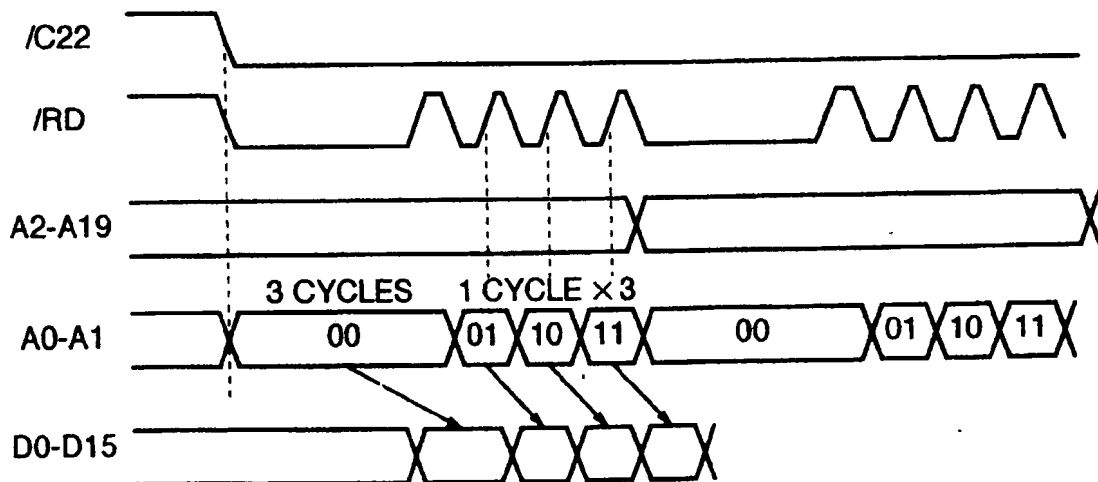 /C22
/RD
A2-A19
3 CYCLES 1 CYCLE × 3
A0-A1 00 01 10 11 00 01 10 11
D0-D15